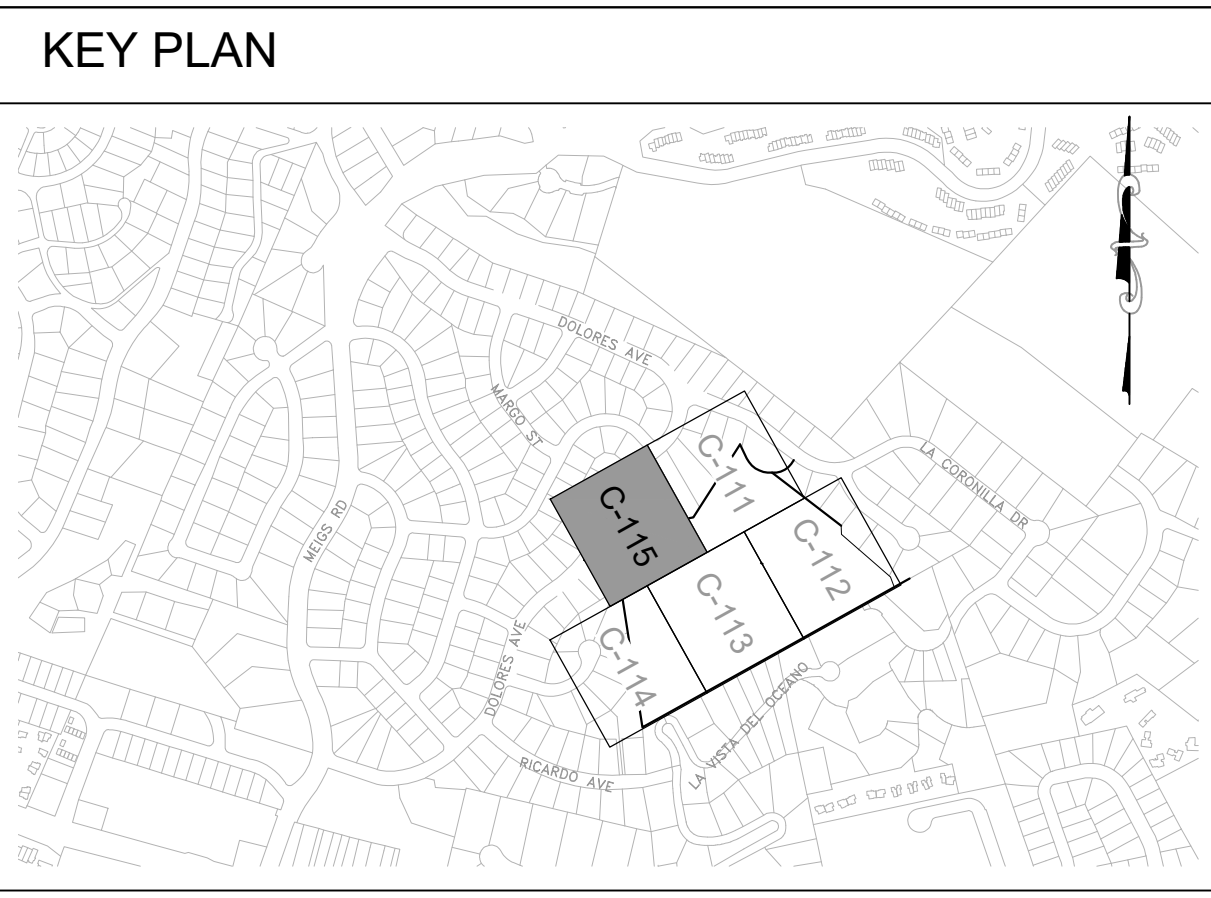 KEY PLAN
DOLORES AVE
MARGO ST
C-111
LA CORONILLA DR
C-115
MEIGS RD
C-112
C-113
DOLORES AVE
C-114
LA VISTA DEL OCEANO
RICARDO AVE